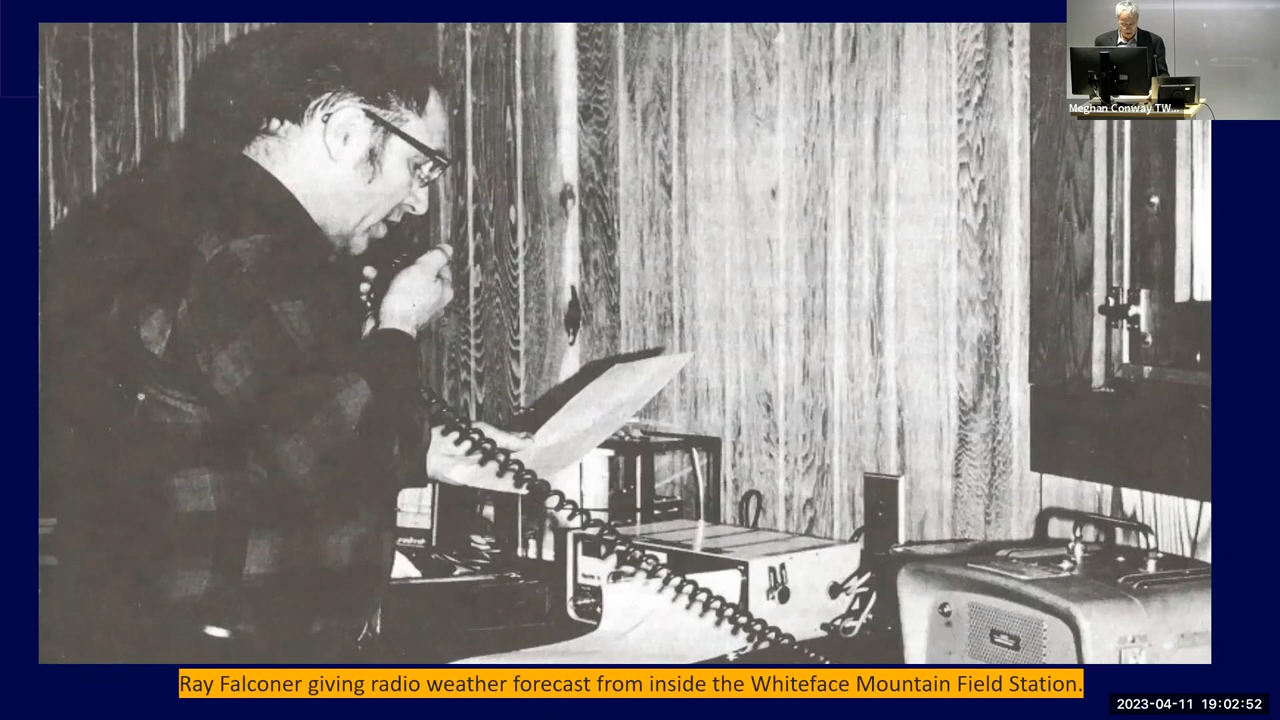 Meghan Conway TW...
Ray Falconer giving radio weather forecast from inside the Whiteface Mountain Field Station.
2023-04-11 19:02:52